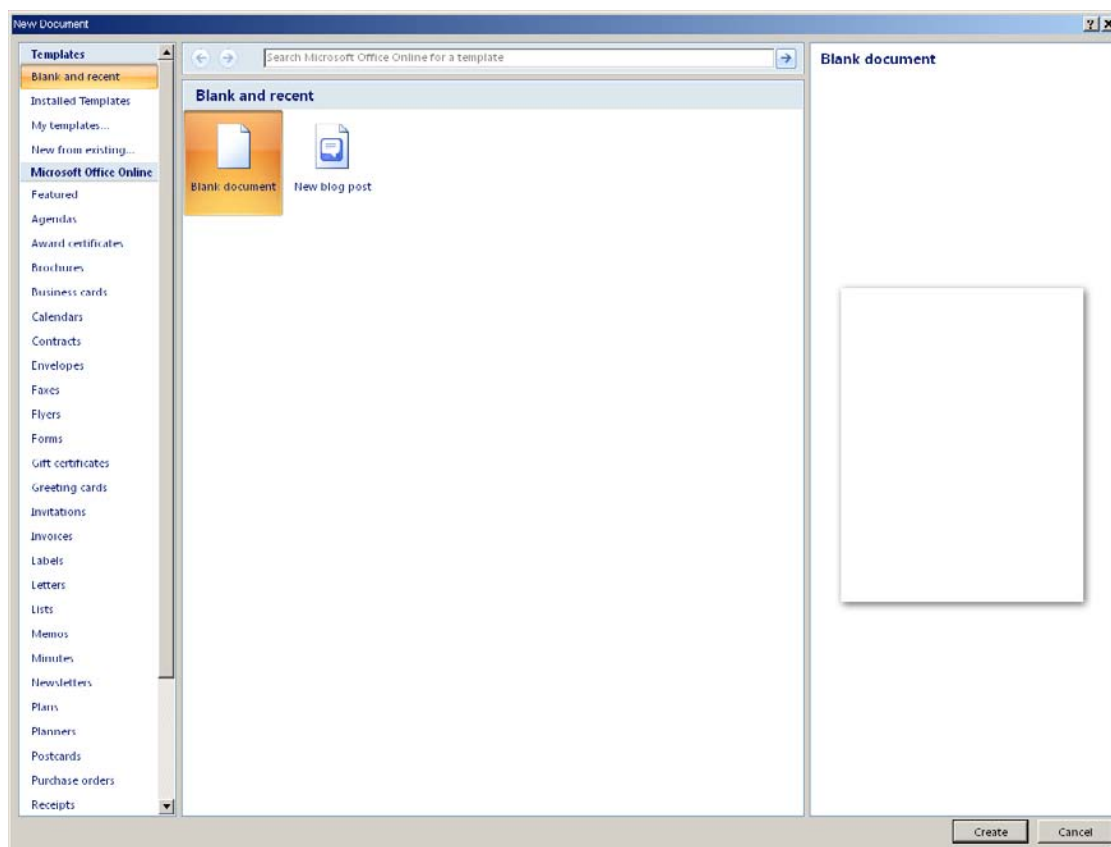 New Document
Templates
Blank and recent
Installed Templates
My templates...
New from existing...
Microsoft Office Online
Featured
Agendas
Award certificates
Brochures
Business cards
Calendars
Contracts
Envelopes
Faxes
Flyers
Forms
Gift certificates
Greeting cards
Invitations
Invoices
Labels
Letters
Lists
Memos
Minutes
Newsletters
Plans
Planners
Postcards
Purchase orders
Receipts
Search Microsoft Office Online for a template
Blank and recent
Blank document
New blog post
Blank document
Create
Cancel